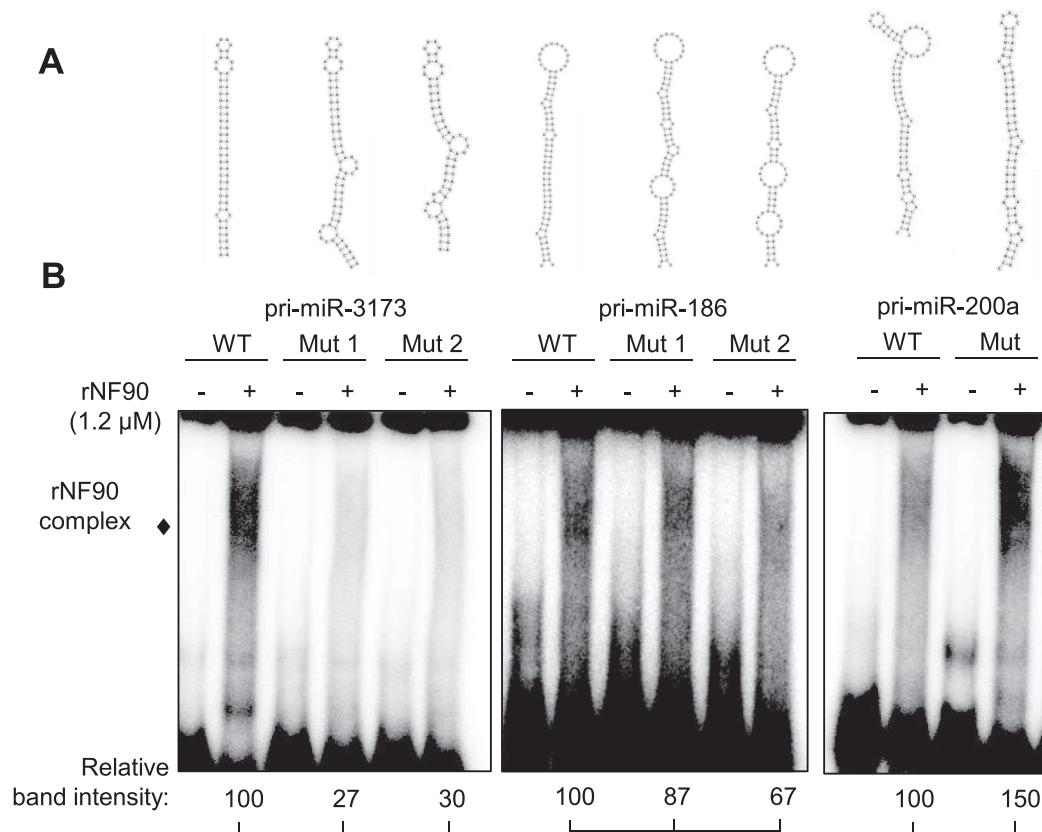 A
B
pri-miR-3173
pri-miR-186
pri-miR-200a
WT Mut 1 Mut 2
WT Mut 1 Mut 2
WT Mut
rNF90 - + - + - + - + - + - + - + - +
(1.2 µM)
rNF90
complex
Relative
band intensity: 100 27 30 100 87 67 100 150